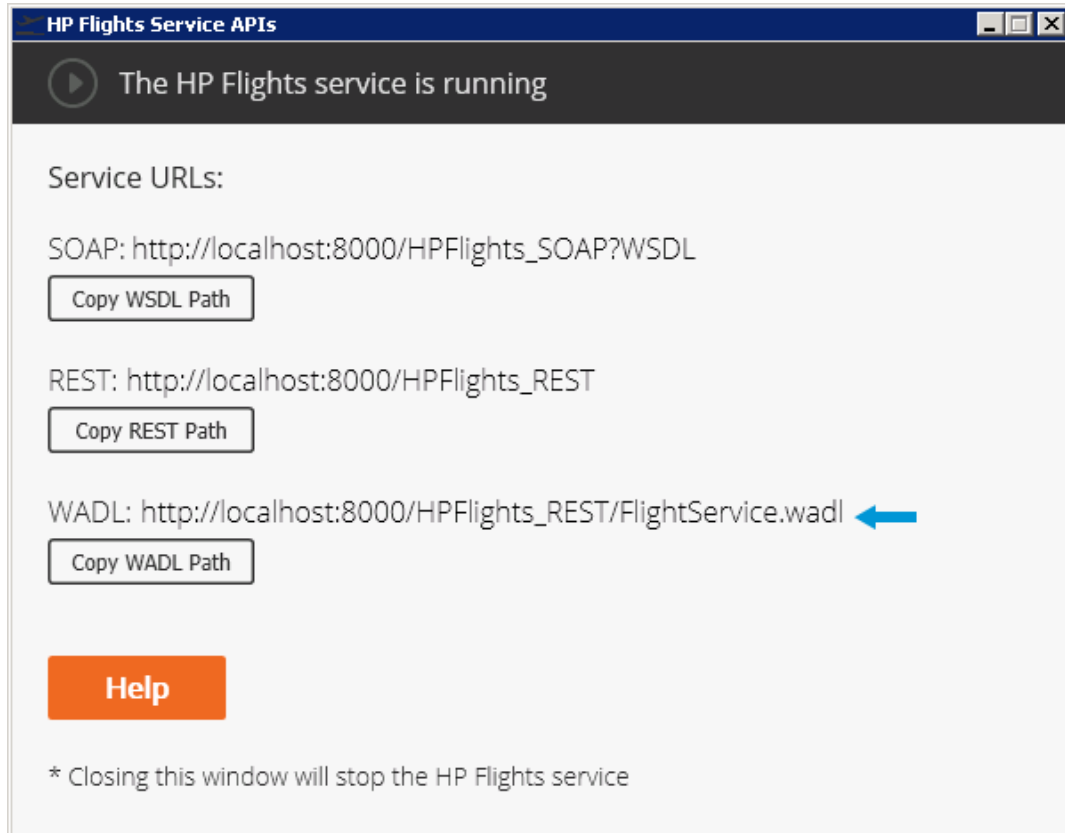 HP Flights Service APIs
The HP Flights service is running
Service URLs:
SOAP: http://localhost:8000/HPFlights_SOAP?WSDL
Copy WSDL Path
REST: http://localhost:8000/HPFlights_REST
Copy REST Path
WADL: http://localhost:8000/HPFlights_REST/FlightService.wadl
Copy WADL Path
Help
* Closing this window will stop the HP Flights service